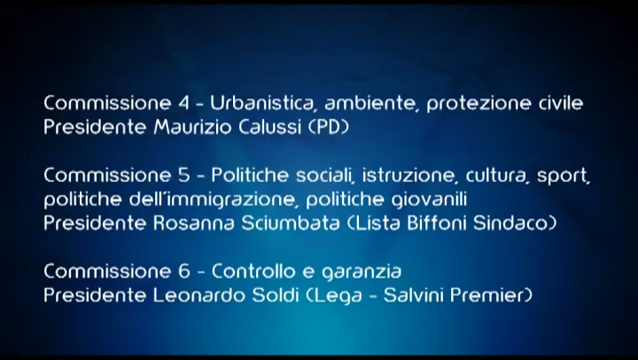 Commissione 4 - Urbanistica, ambiente, protezione civile
Presidente Maurizio Calussi (PD)
Commissione 5 - Politiche sociali, istruzione, cultura, sport,
politiche dell'immigrazione, politiche giovanili
Presidente Rosanna Sciumbata (Lista Biffoni Sindaco)
Commissione 6 - Controllo e garanzia
Presidente Leonardo Soldi (Lega - Salvini Premier)